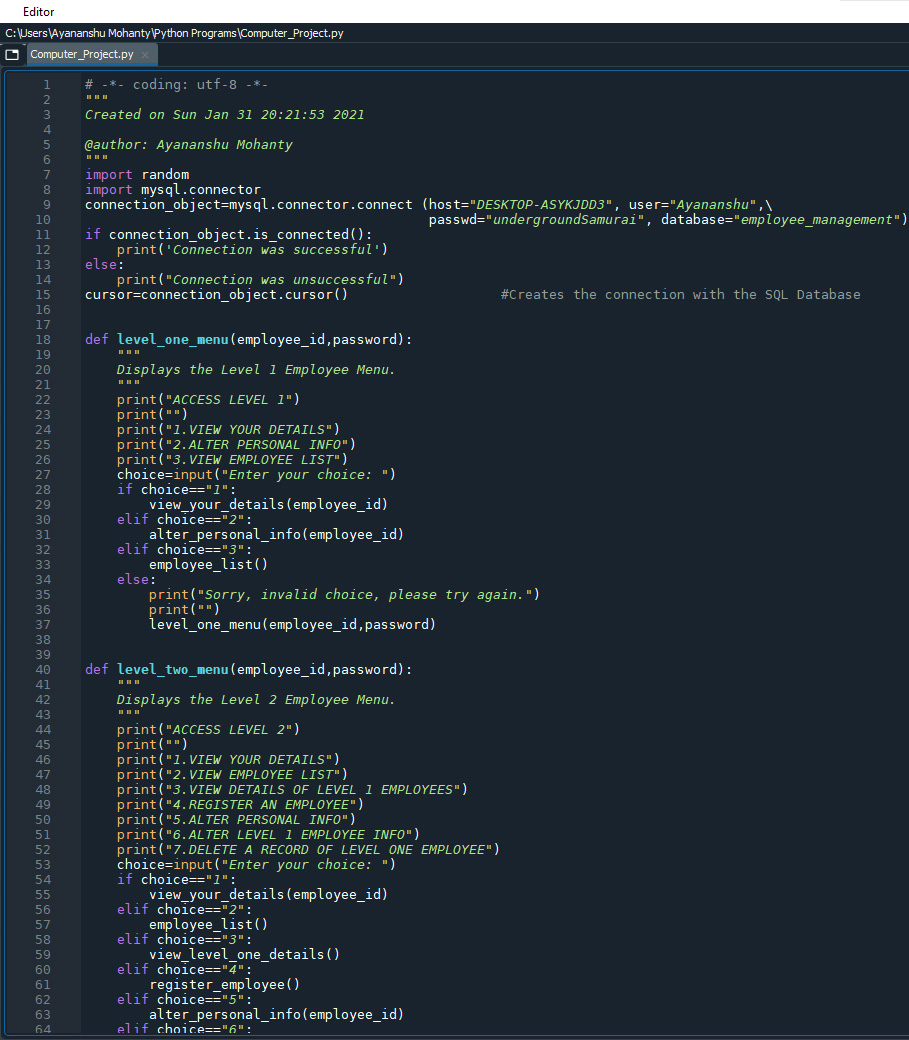 Editor
C:\Users\Ayananshu Mohanty\Python Programs\Computer_Project.py
Computer_Project.py
1 # -*- coding: utf-8 -*-
2 """
3 Created on Sun Jan 31 20:21:53 2021
4
5 @author: Ayananshu Mohanty
6 """
7 import random
8 import mysql.connector
9 connection_object=mysql.connector.connect (host="DESKTOP-ASYKJDD3", user="Ayananshu",\
10 passwd="undergroundSamurai", database="employee_management")
11 if connection_object.is_connected():
12     print('Connection was successful')
13 else:
14     print("Connection was unsuccessful")
15 cursor=connection_object.cursor() #Creates the connection with the SQL Database
16
17
18 def level_one_menu(employee_id,password):
19     """
20     Displays the Level 1 Employee Menu.
21     """
22     print("ACCESS LEVEL 1")
23     print("")
24     print("1.VIEW YOUR DETAILS")
25     print("2.ALTER PERSONAL INFO")
26     print("3.VIEW EMPLOYEE LIST")
27     choice=input("Enter your choice: ")
28     if choice=="1":
29         view_your_details(employee_id)
30     elif choice=="2":
31         alter_personal_info(employee_id)
32     elif choice=="3":
33         employee_list()
34     else:
35         print("Sorry, invalid choice, please try again.")
36         print("")
37         level_one_menu(employee_id,password)
38
39
40 def level_two_menu(employee_id,password):
41     """
42     Displays the Level 2 Employee Menu.
43     """
44     print("ACCESS LEVEL 2")
45     print("")
46     print("1.VIEW YOUR DETAILS")
47     print("2.VIEW EMPLOYEE LIST")
48     print("3.VIEW DETAILS OF LEVEL 1 EMPLOYEES")
49     print("4.REGISTER AN EMPLOYEE")
50     print("5.ALTER PERSONAL INFO")
51     print("6.ALTER LEVEL 1 EMPLOYEE INFO")
52     print("7.DELETE A RECORD OF LEVEL ONE EMPLOYEE")
53     choice=input("Enter your choice: ")
54     if choice=="1":
55         view_your_details(employee_id)
56     elif choice=="2":
57         employee_list()
58     elif choice=="3":
59         view_level_one_details()
60     elif choice=="4":
61         register_employee()
62     elif choice=="5":
63         alter_personal_info(employee_id)
64     elif choice=="6":